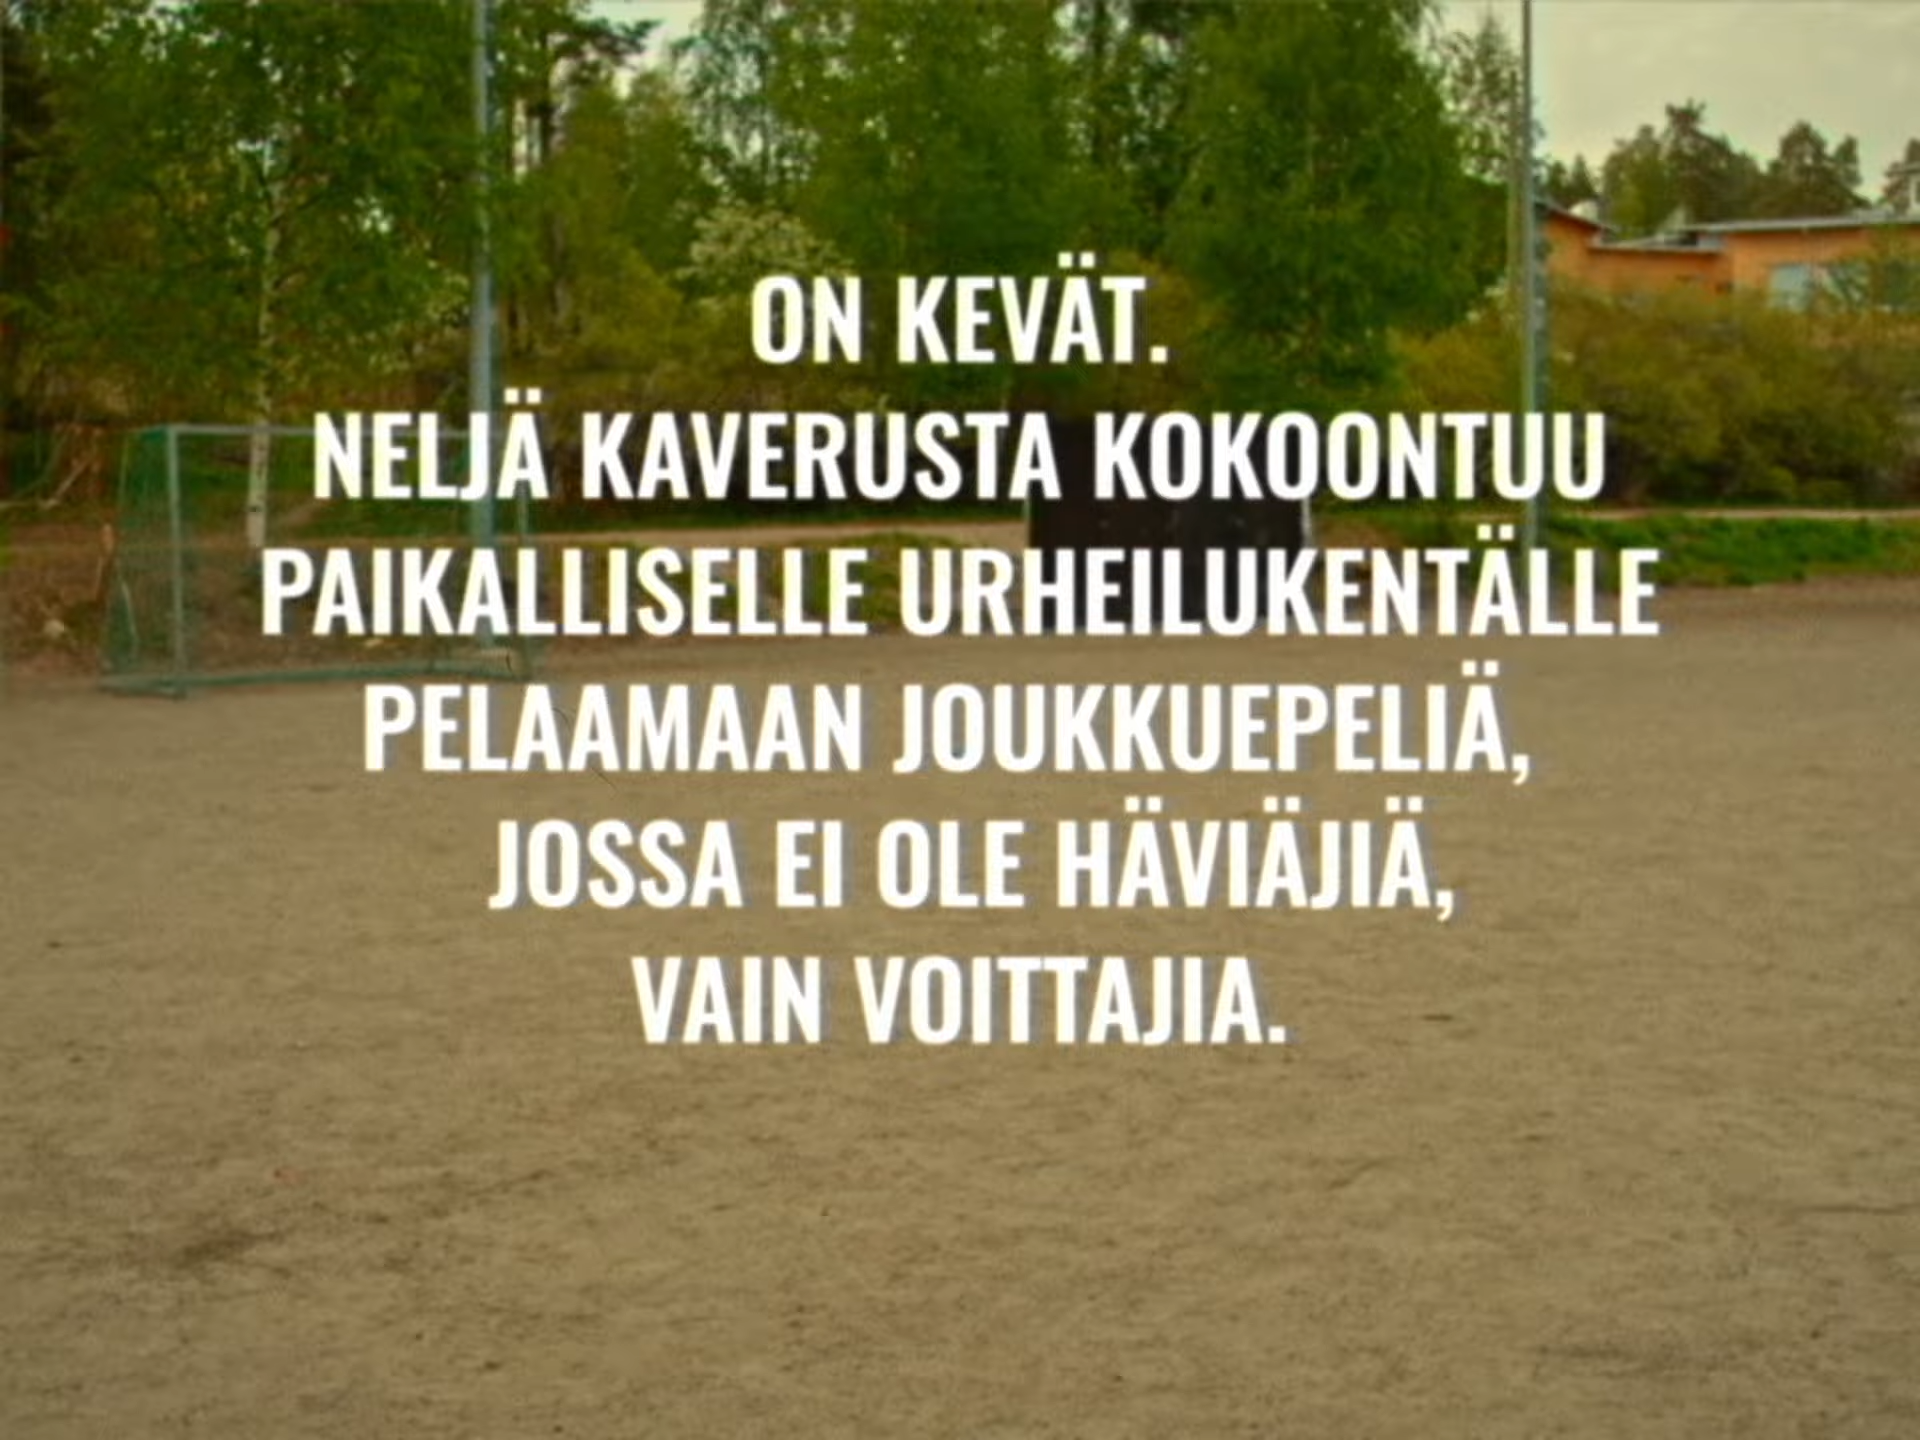 ON KEVÄT.
NELJÄ KAVERUSTA KOKOONTUU
PAIKALLISELLE URHEILUKENTÄLLE
PELAAMAAN JOUKKUEPELIÄ,
JOSSA EI OLE HÄVIÄJIÄ,
VAIN VOITTAJIA.